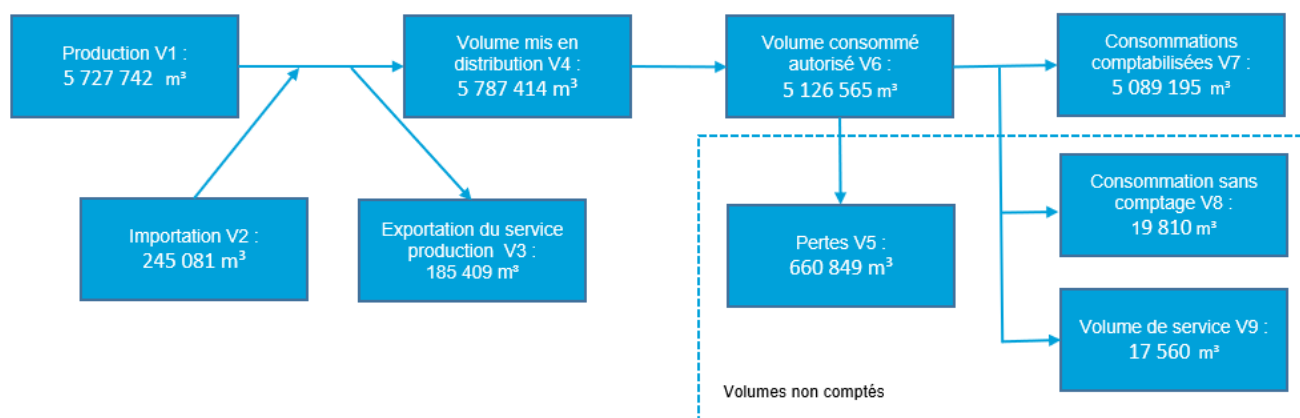 Production V1 :
5 727 742 m³
Volume mis en
distribution V4 :
5 787 414 m³
Volume consommé
autorisé V6 :
5 126 565 m³
Consommations
comptabilisées V7 :
5 089 195 m³
Importation V2 :
245 081 m³
Exportation du service
production V3 :
185 409 m³
Pertes V5 :
660 849 m³
Consommation sans
comptage V8 :
19 810 m³
Volume de service V9 :
17 560 m³
Volumes non comptés